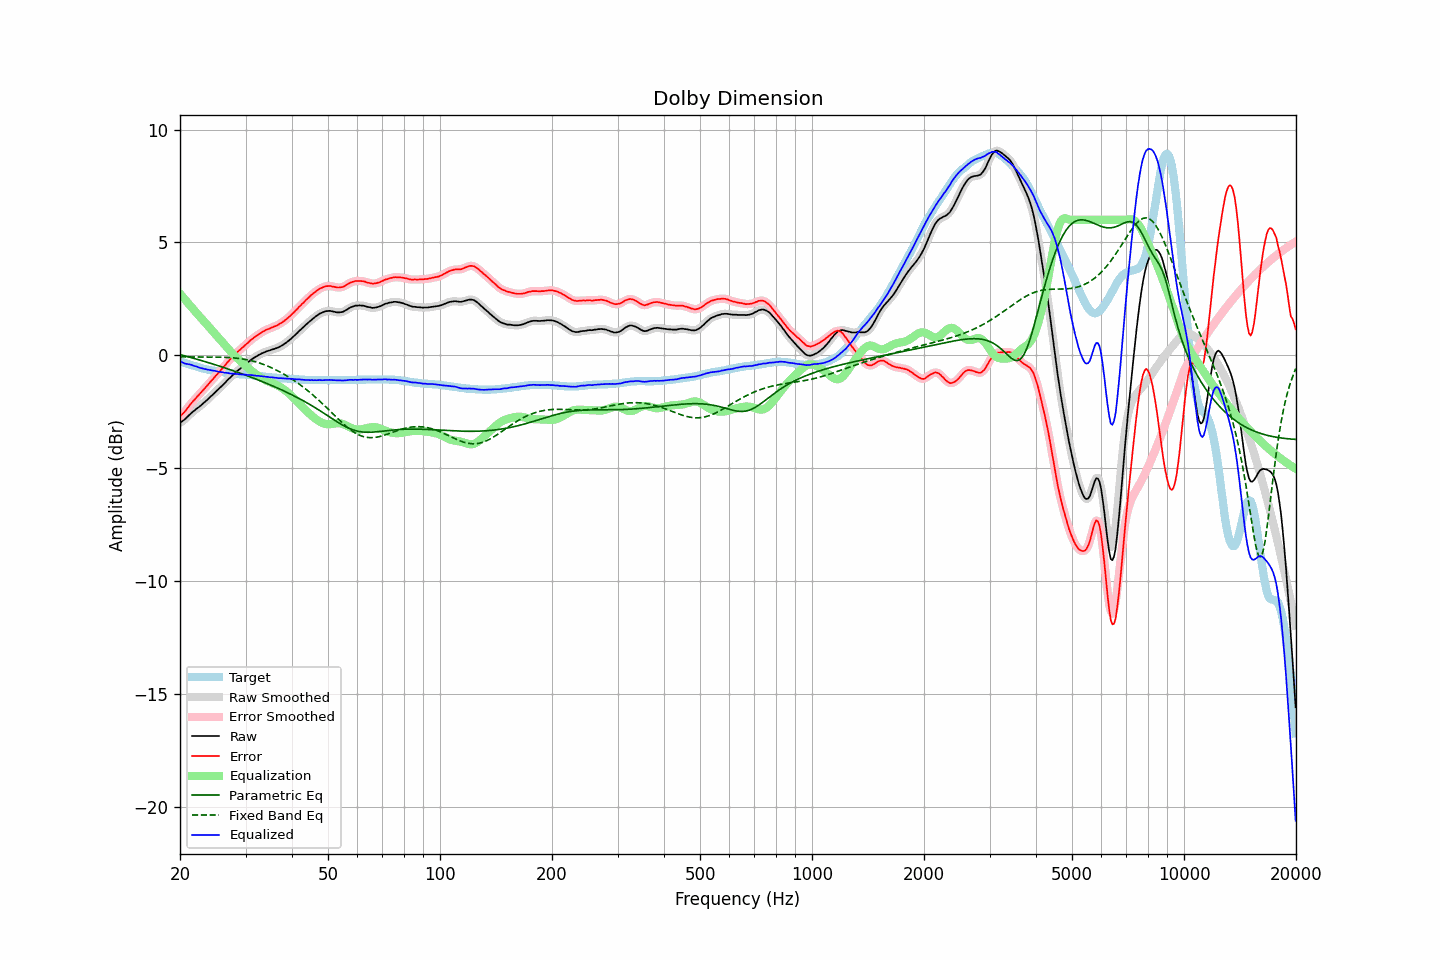 Dolby Dimension
10
5
0
−5
−10
−15
−20
Amplitude (dBr)
Target
Raw Smoothed
Error Smoothed
Raw
Error
Equalization
Parametric Eq
Fixed Band Eq
Equalized
20 50 100 200 500 1000 2000 5000 10000 20000
Frequency (Hz)